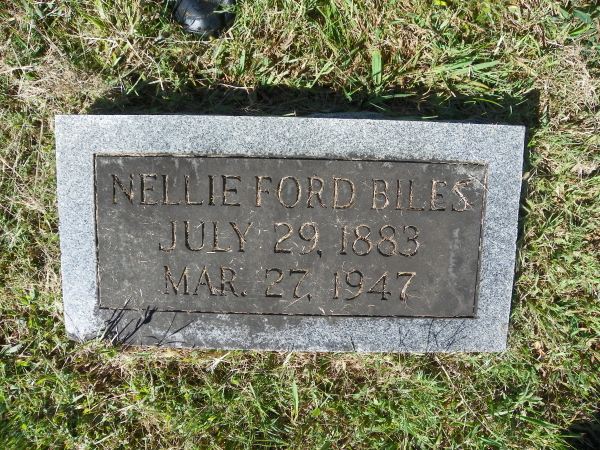 NELLIE FORD BILES
JULY 29, 1883
MAR. 27, 1947